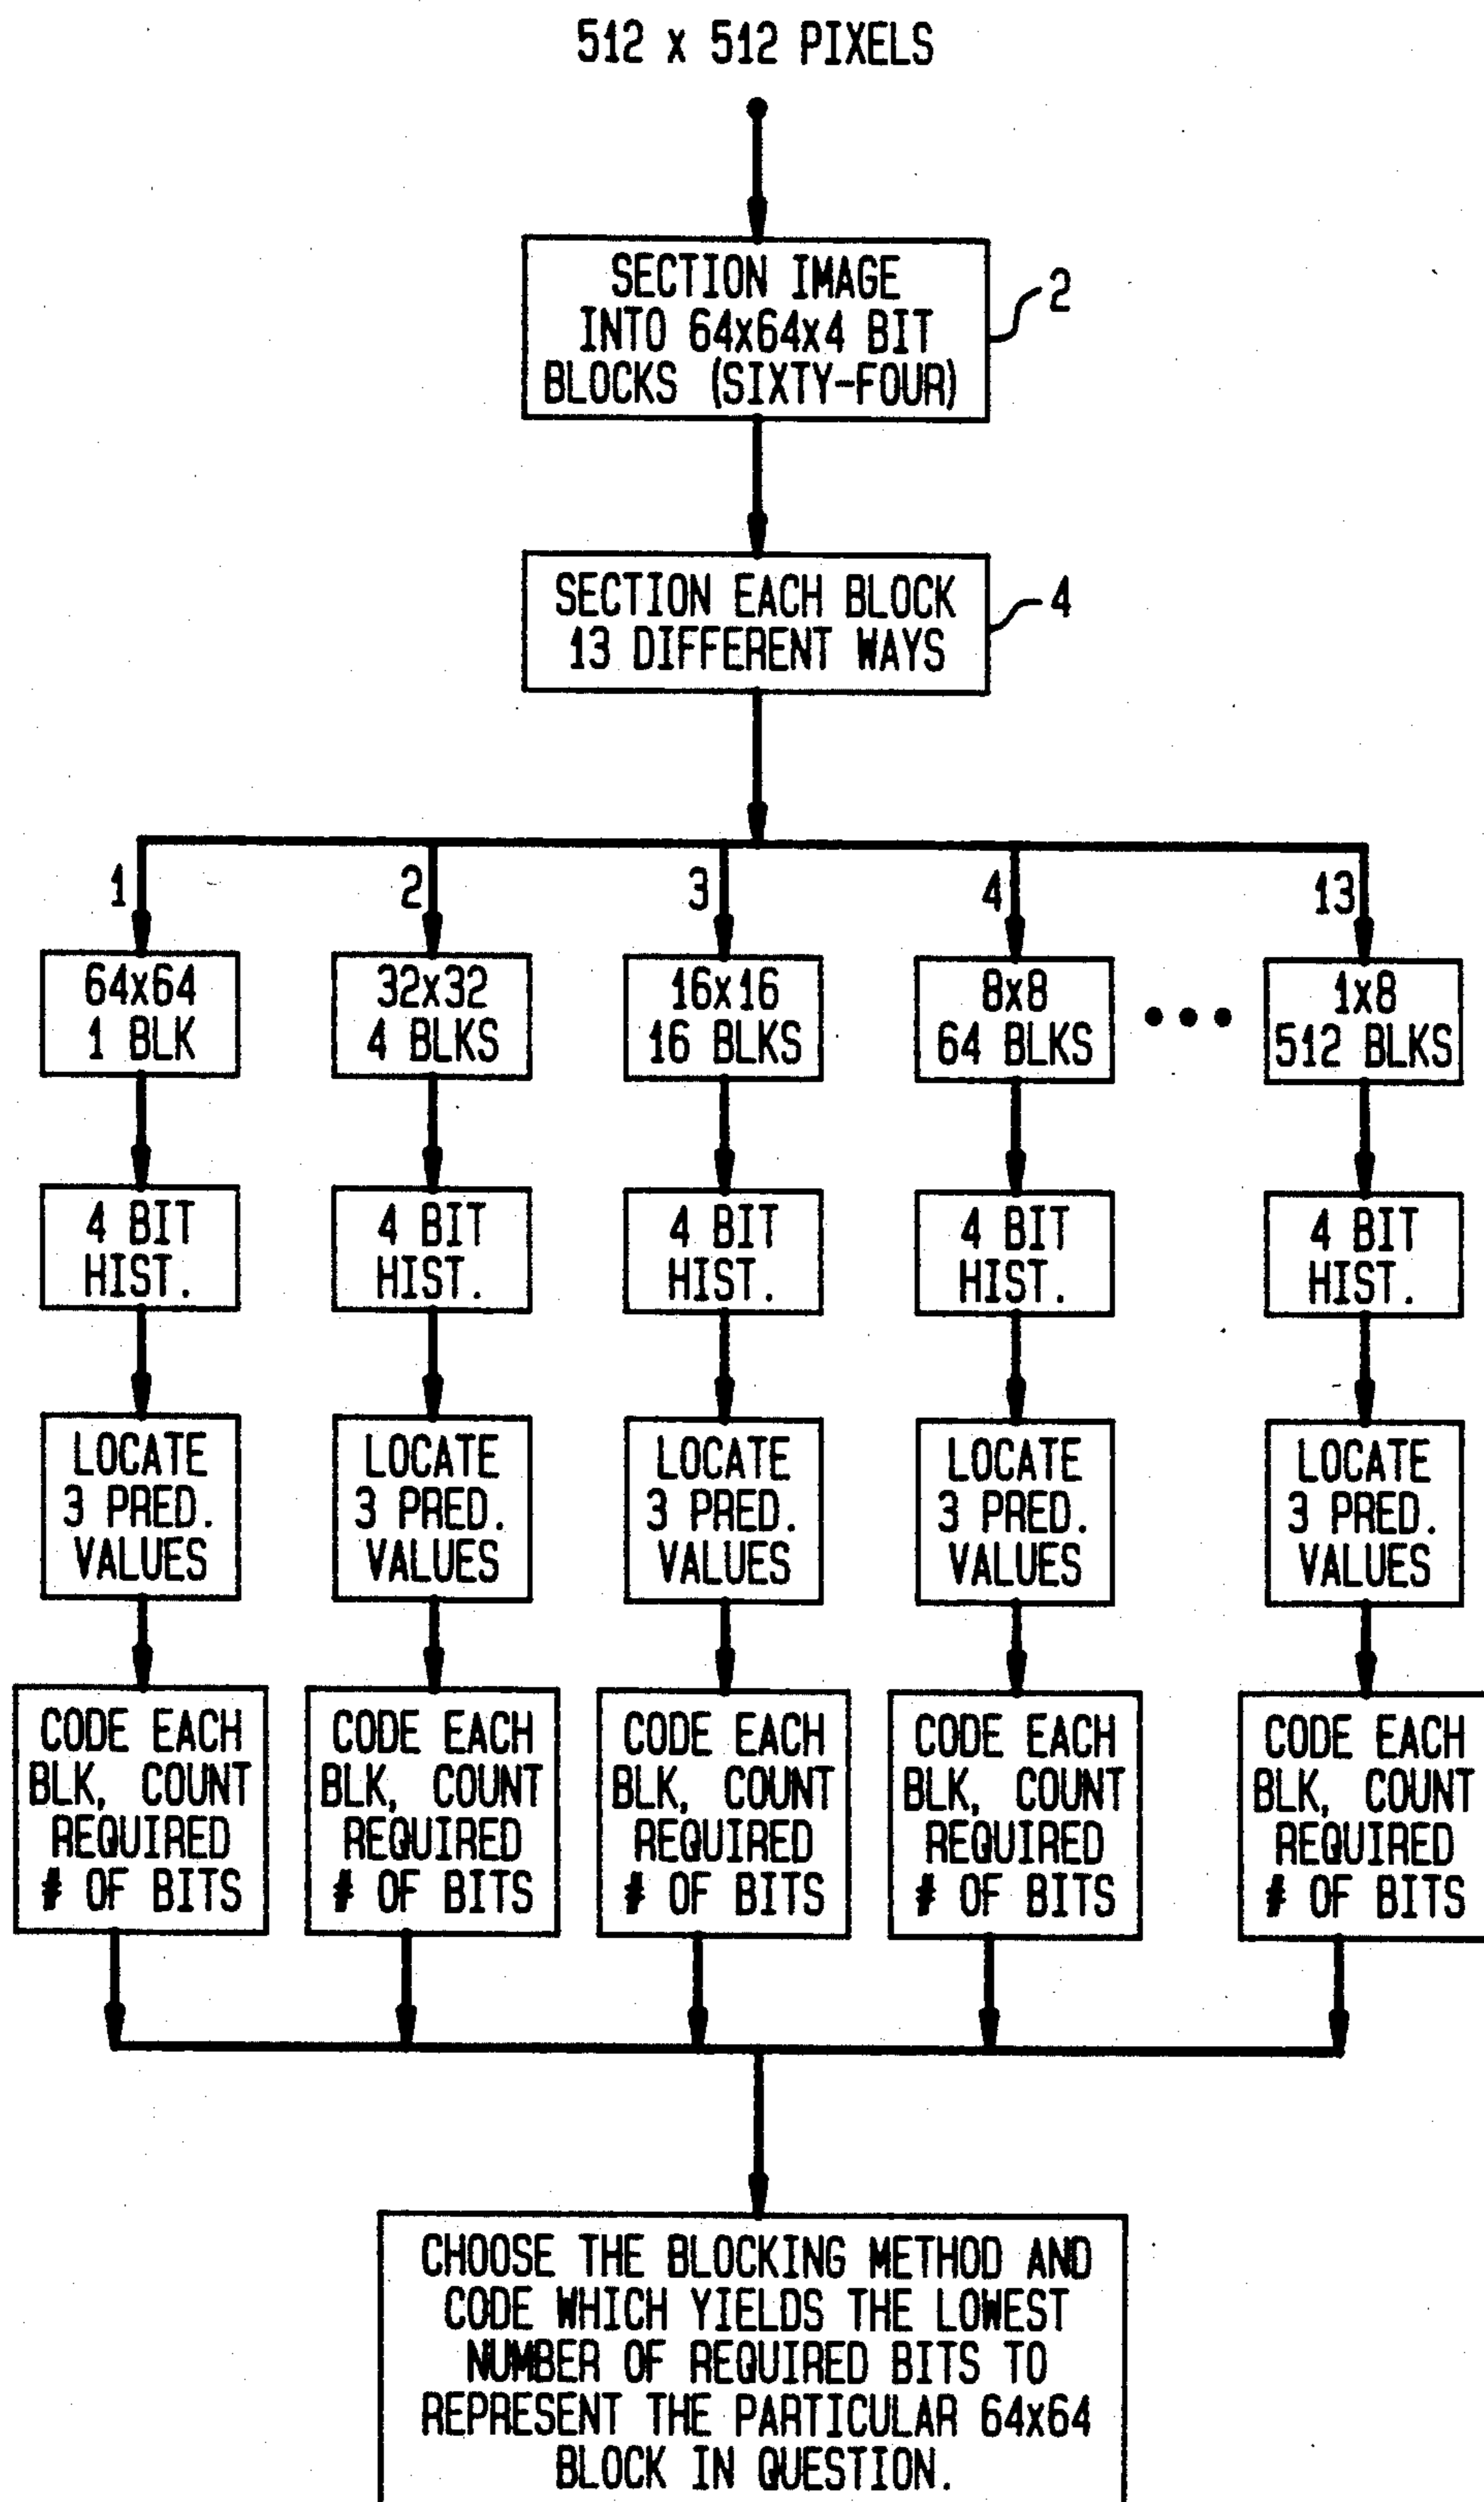 512 x 512 PIXELS
SECTION IMAGE
INTO 64x64x4 BIT
BLOCKS (SIXTY-FOUR)
2
SECTION EACH BLOCK
13 DIFFERENT WAYS
4
1
2
3
4
13
64x64
1 BLK
32x32
4 BLKS
16x16
16 BLKS
8x8
64 BLKS
•••
1x8
512 BLKS
4 BIT
HIST.
4 BIT
HIST.
4 BIT
HIST.
4 BIT
HIST.
4 BIT
HIST.
LOCATE
3 PRED.
VALUES
LOCATE
3 PRED.
VALUES
LOCATE
3 PRED.
VALUES
LOCATE
3 PRED.
VALUES
LOCATE
3 PRED.
VALUES
CODE EACH
BLK, COUNT
REQUIRED
# OF BITS
CODE EACH
BLK, COUNT
REQUIRED
# OF BITS
CODE EACH
BLK, COUNT
REQUIRED
# OF BITS
CODE EACH
BLK, COUNT
REQUIRED
# OF BITS
CODE EACH
BLK, COUNT
REQUIRED
# OF BITS
CHOOSE THE BLOCKING METHOD AND
CODE WHICH YIELDS THE LOWEST
NUMBER OF REQUIRED BITS TO
REPRESENT THE PARTICULAR 64x64
BLOCK IN QUESTION.